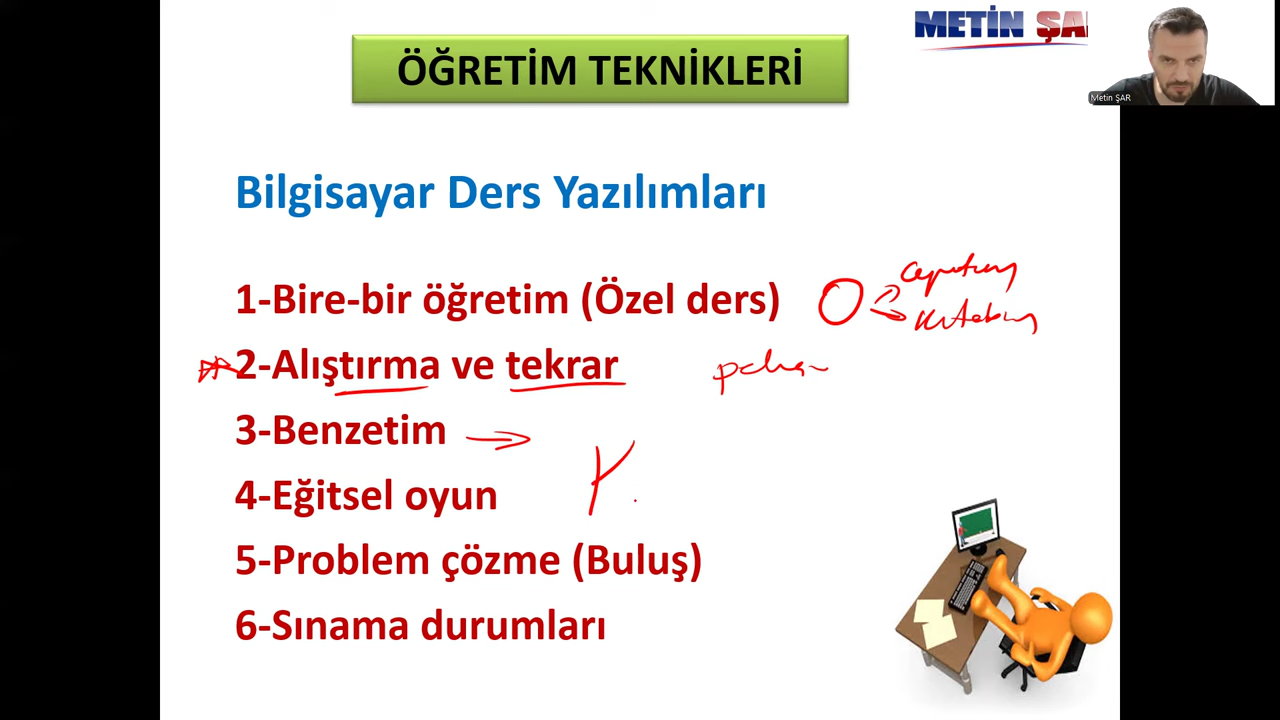 METİN ŞA
Metin ŞAR
ÖĞRETİM TEKNİKLERİ
Bilgisayar Ders Yazılımları
1-Bire-bir öğretim (Özel ders)
2-Alıştırma ve tekrar
3-Benzetim
4-Eğitsel oyun
5-Problem çözme (Buluş)
6-Sınama durumları